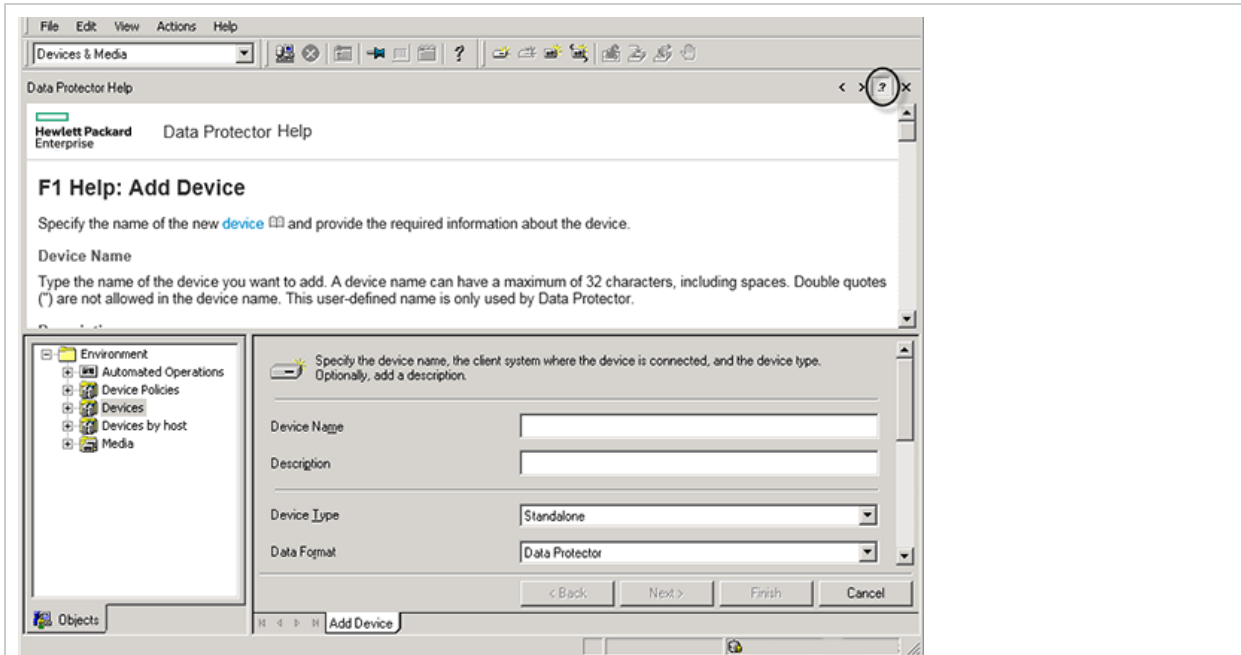 File Edit View Actions Help
Devices & Media
?
Data Protector Help < > ? ×
Hewlett Packard
Enterprise
Data Protector Help
F1 Help: Add Device
Specify the name of the new device and provide the required information about the device.
Device Name
Type the name of the device you want to add. A device name can have a maximum of 32 characters, including spaces. Double quotes
(") are not allowed in the device name. This user-defined name is only used by Data Protector.
Environment
Automated Operations
Device Policies
Devices
Devices by host
Media
Objects
Specify the device name, the client system where the device is connected, and the device type.
Optionally, add a description.
Device Name
Description
Device Type Standalone
Data Format Data Protector
< Back Next > Finish Cancel
Add Device